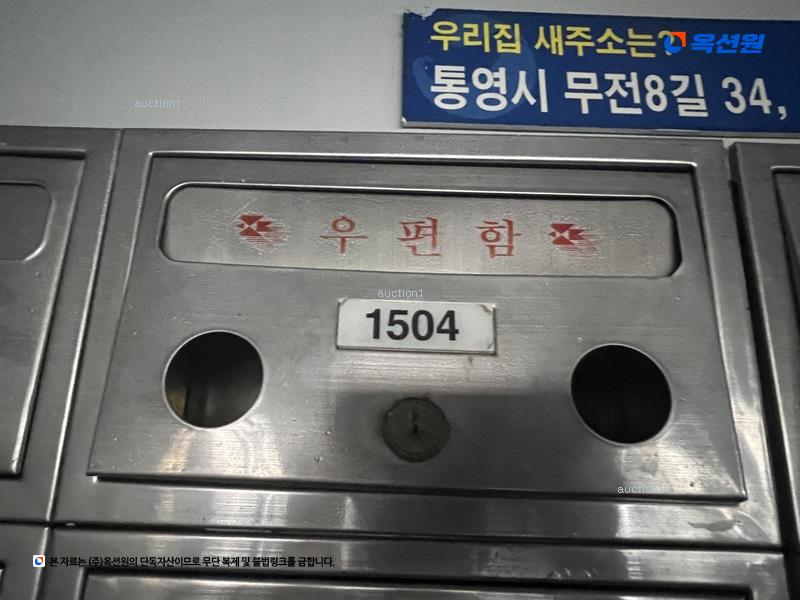 우리집 새주소는?
옥션원
통영시 무전8길 34,
auction1
우편함
auction1
1504
auction1
본 자료는 (주)옥션원의 단독자산이므로 무단 복제 및 불법링크를 금합니다.